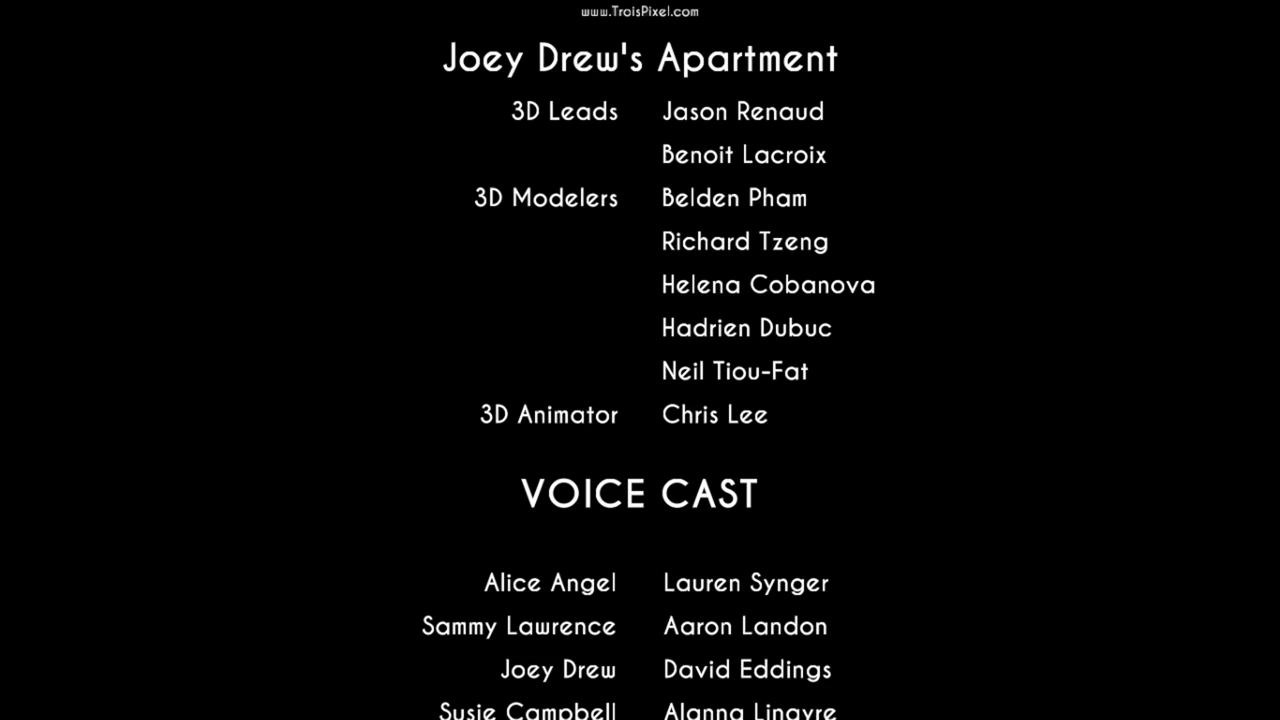 www.TroisPixel.com
Joey Drew's Apartment
3D Leads Jason Renaud
Benoit Lacroix
3D Modelers Belden Pham
Richard Tzeng
Helena Cobanova
Hadrien Dubuc
Neil Tiou-Fat
3D Animator Chris Lee
VOICE CAST
Alice Angel Lauren Synger
Sammy Lawrence Aaron Landon
Joey Drew David Eddings
Susie Campbell Alanna Linayre